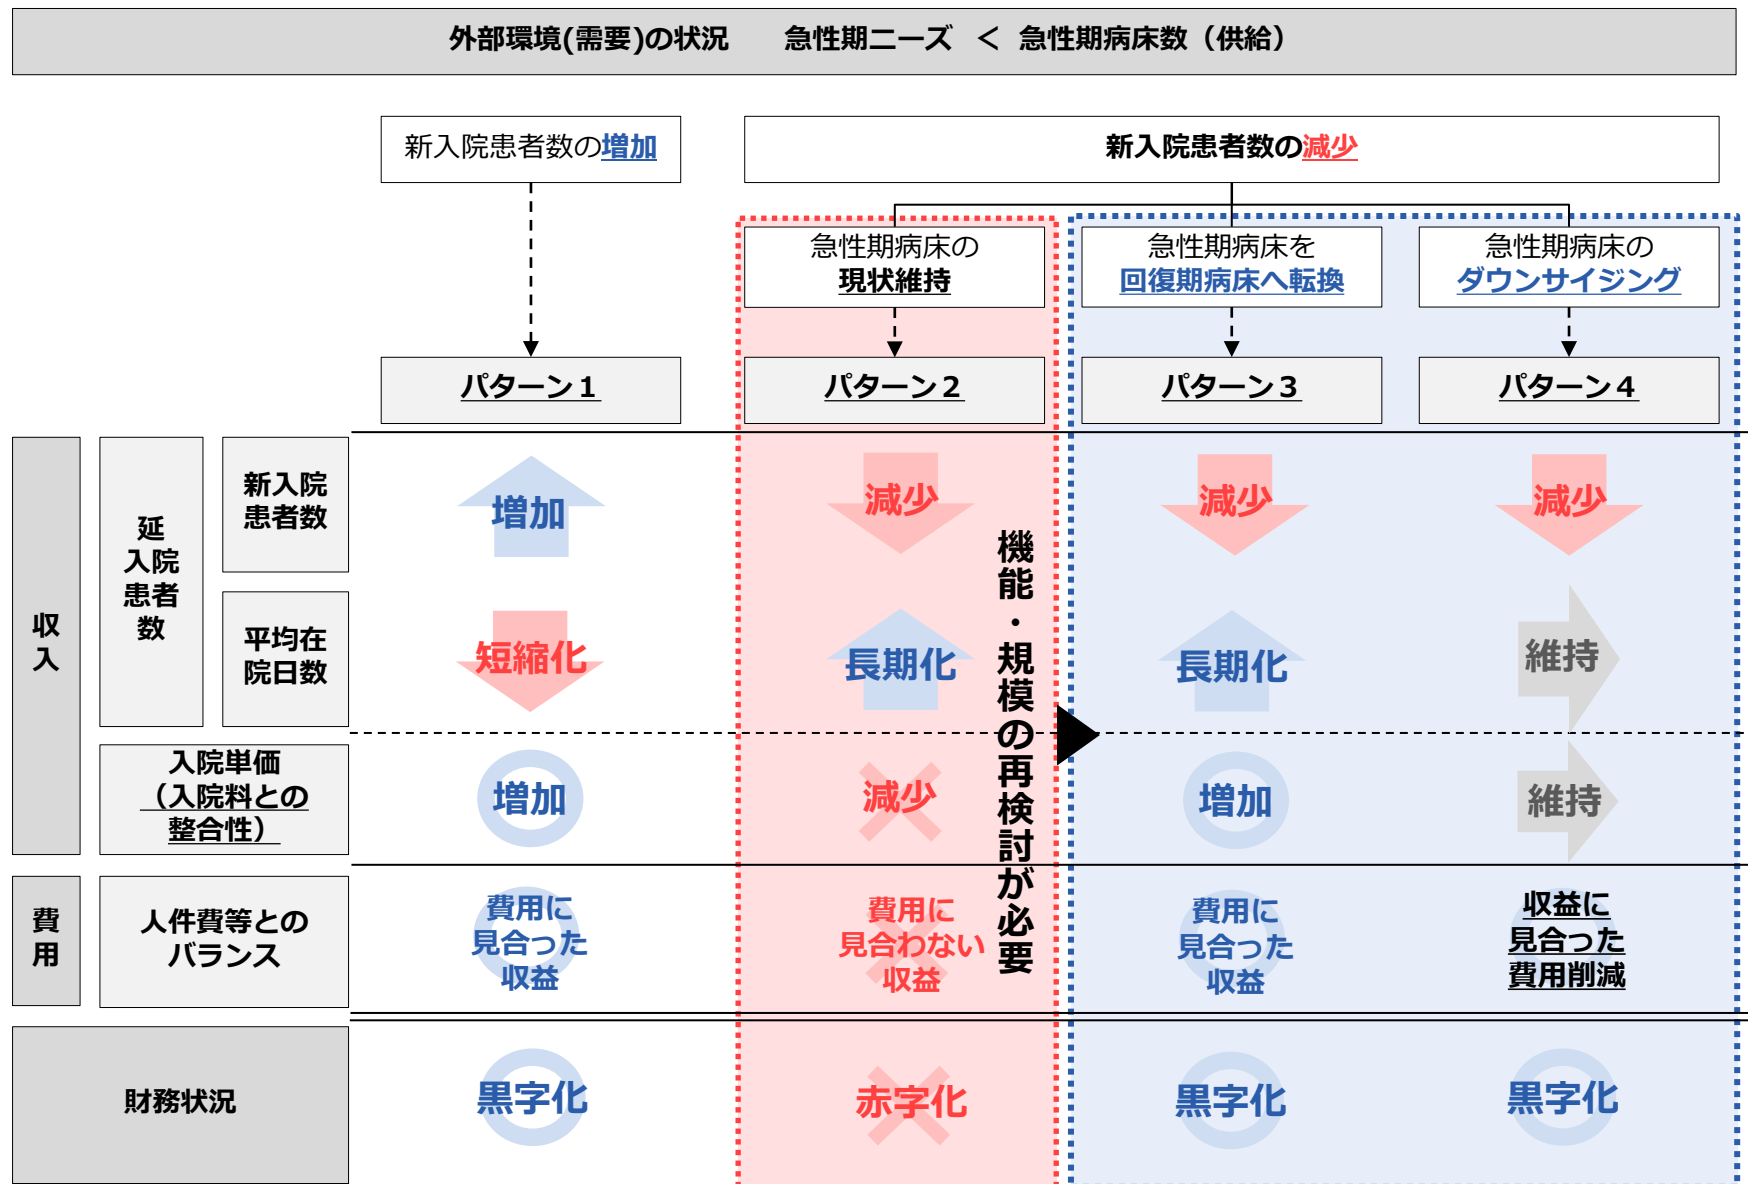 外部環境(需要)の状況　　急性期ニーズ ＜ 急性期病床数（供給）
新入院患者数の増加
新入院患者数の減少
急性期病床の
現状維持
急性期病床を
回復期病床へ転換
急性期病床の
ダウンサイジング
パターン１
パターン２
パターン３
パターン４
収入
延
入院
患者
数
新入院
患者数
増加
減少
減少
減少
平均在
院日数
短縮化
長期化
長期化
維持
入院単価
（入院料との
整合性）
増加
減少
増加
維持
機能・規模の再検討が必要
費用
人件費等との
バランス
費用に
見合った
収益
費用に
見合わない
収益
費用に
見合った
収益
収益に
見合った
費用削減
財務状況
黒字化
赤字化
黒字化
黒字化